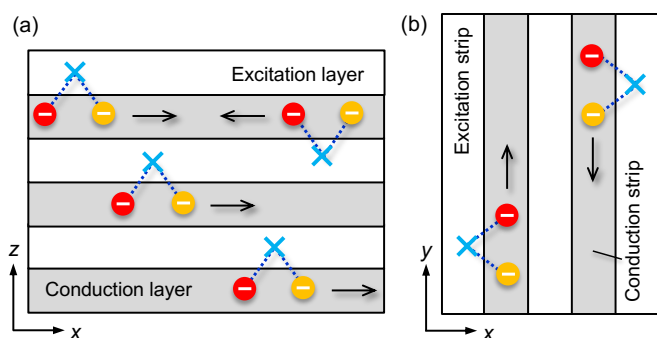 (a)
Excitation layer
Conduction layer
z
x
(b)
Excitation strip
Conduction strip
y
x